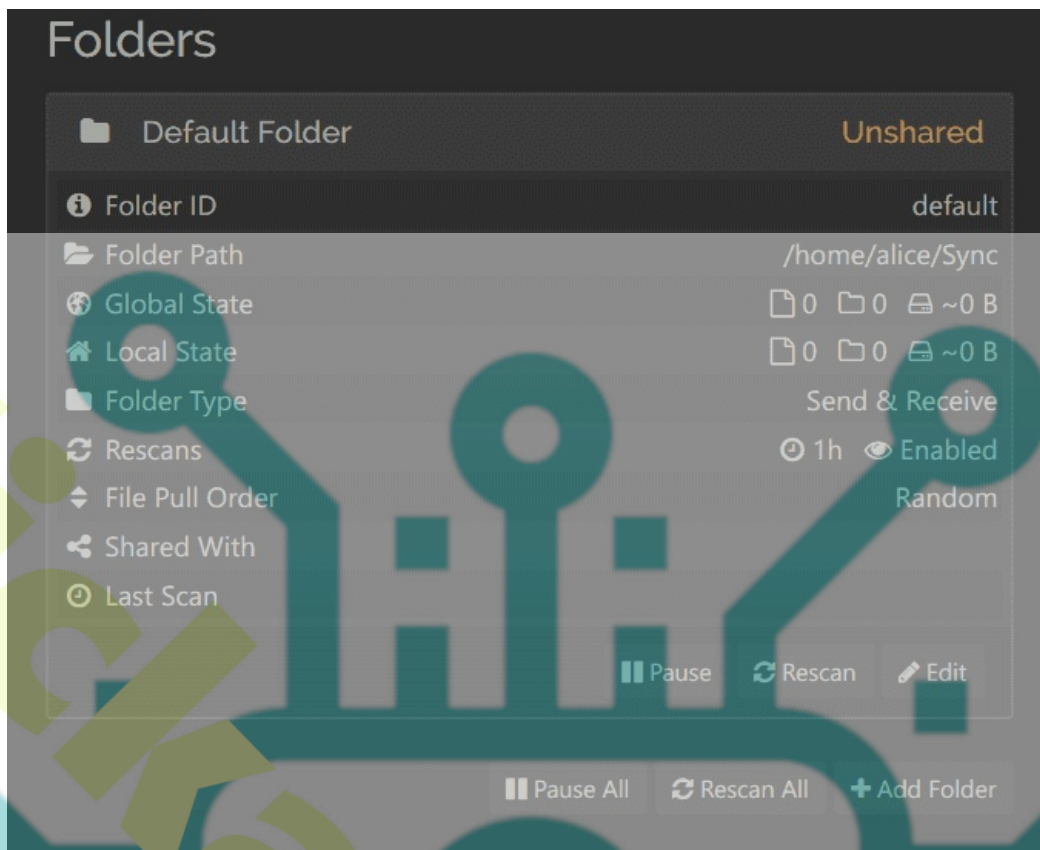 Folders
Default Folder Unshared
Folder ID default
Folder Path /home/alice/Sync
Global State 0 0 ~0 B
Local State 0 0 ~0 B
Folder Type Send & Receive
Rescans 1h Enabled
File Pull Order Random
Shared With
Last Scan
Pause Rescan Edit
Pause All Rescan All Add Folder